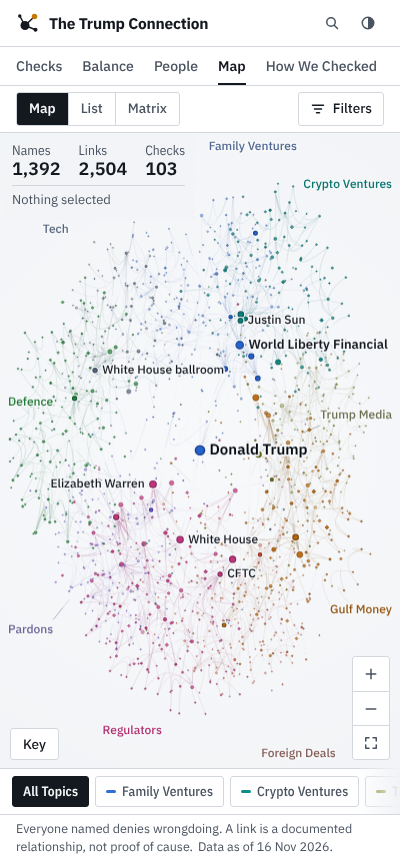 The Trump Connection
Checks Balance People Map How We Checked
Map List Matrix Filters
Names Links Checks
1,392 2,504 103
Nothing selected
Family Ventures
Crypto Ventures
Tech
Justin Sun
World Liberty Financial
White House ballroom
Defence
Trump Media
Donald Trump
Elizabeth Warren
White House
CFTC
Gulf Money
Pardons
Regulators
Foreign Deals
Key
All Topics Family Ventures Crypto Ventures
Everyone named denies wrongdoing. A link is a documented
relationship, not proof of cause. Data as of 16 Nov 2026.